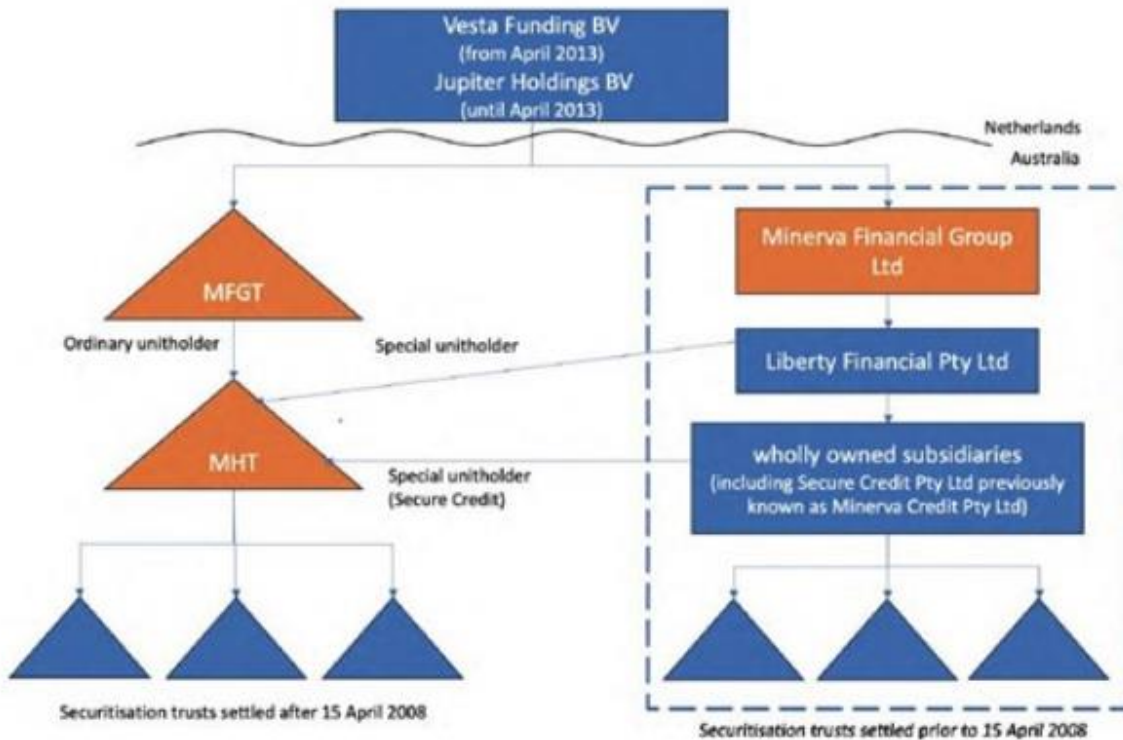 Vesta Funding BV
(from April 2013)
Jupiter Holdings BV
(until April 2013)
Netherlands
Australia
MFGT
Minerva Financial Group
Ltd
Ordinary unitholder
Special unitholder
Liberty Financial Pty Ltd
MHT
Special unitholder
(Secure Credit)
wholly owned subsidiaries
(including Secure Credit Pty Ltd previously
known as Minerva Credit Pty Ltd)
Securitisation trusts settled after 15 April 2008
Securitisation trusts settled prior to 15 April 2008